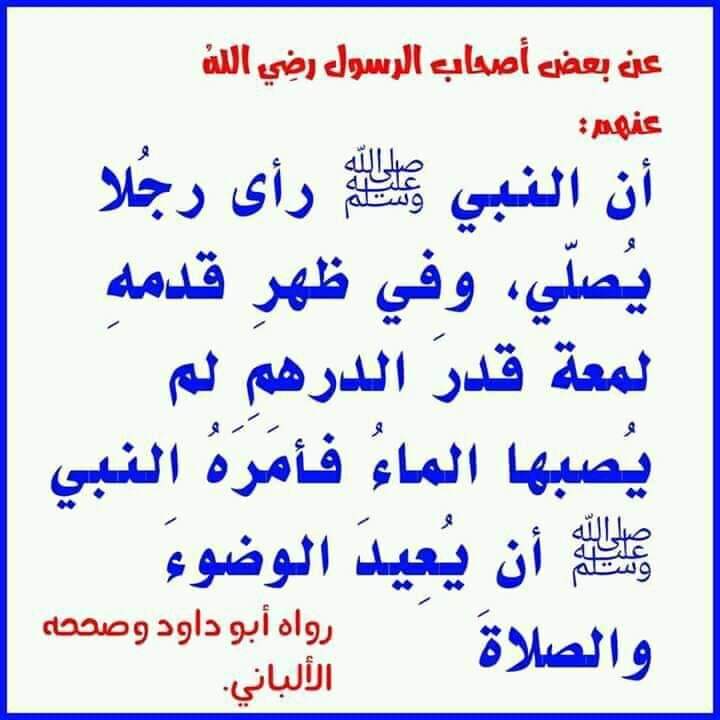 عن بعض أصحاب الرسول رضِي اللهُ
عنهم:
أن النبي ﷺ رأى رجُلا
يُصلّي، وفي ظهرِ قدمهِ
لمعة قدرَ الدرهمِ لم
يُصبها الماءُ فأمَرَهُ النبي
ﷺ أن يُعِيدَ الوضوءَ
والصلاةَ
رواه أبو داود وصححه
الألباني.